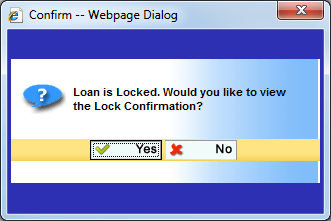 Confirm -- Webpage Dialog
Loan is Locked. Would you like to view
the Lock Confirmation?
Yes
No